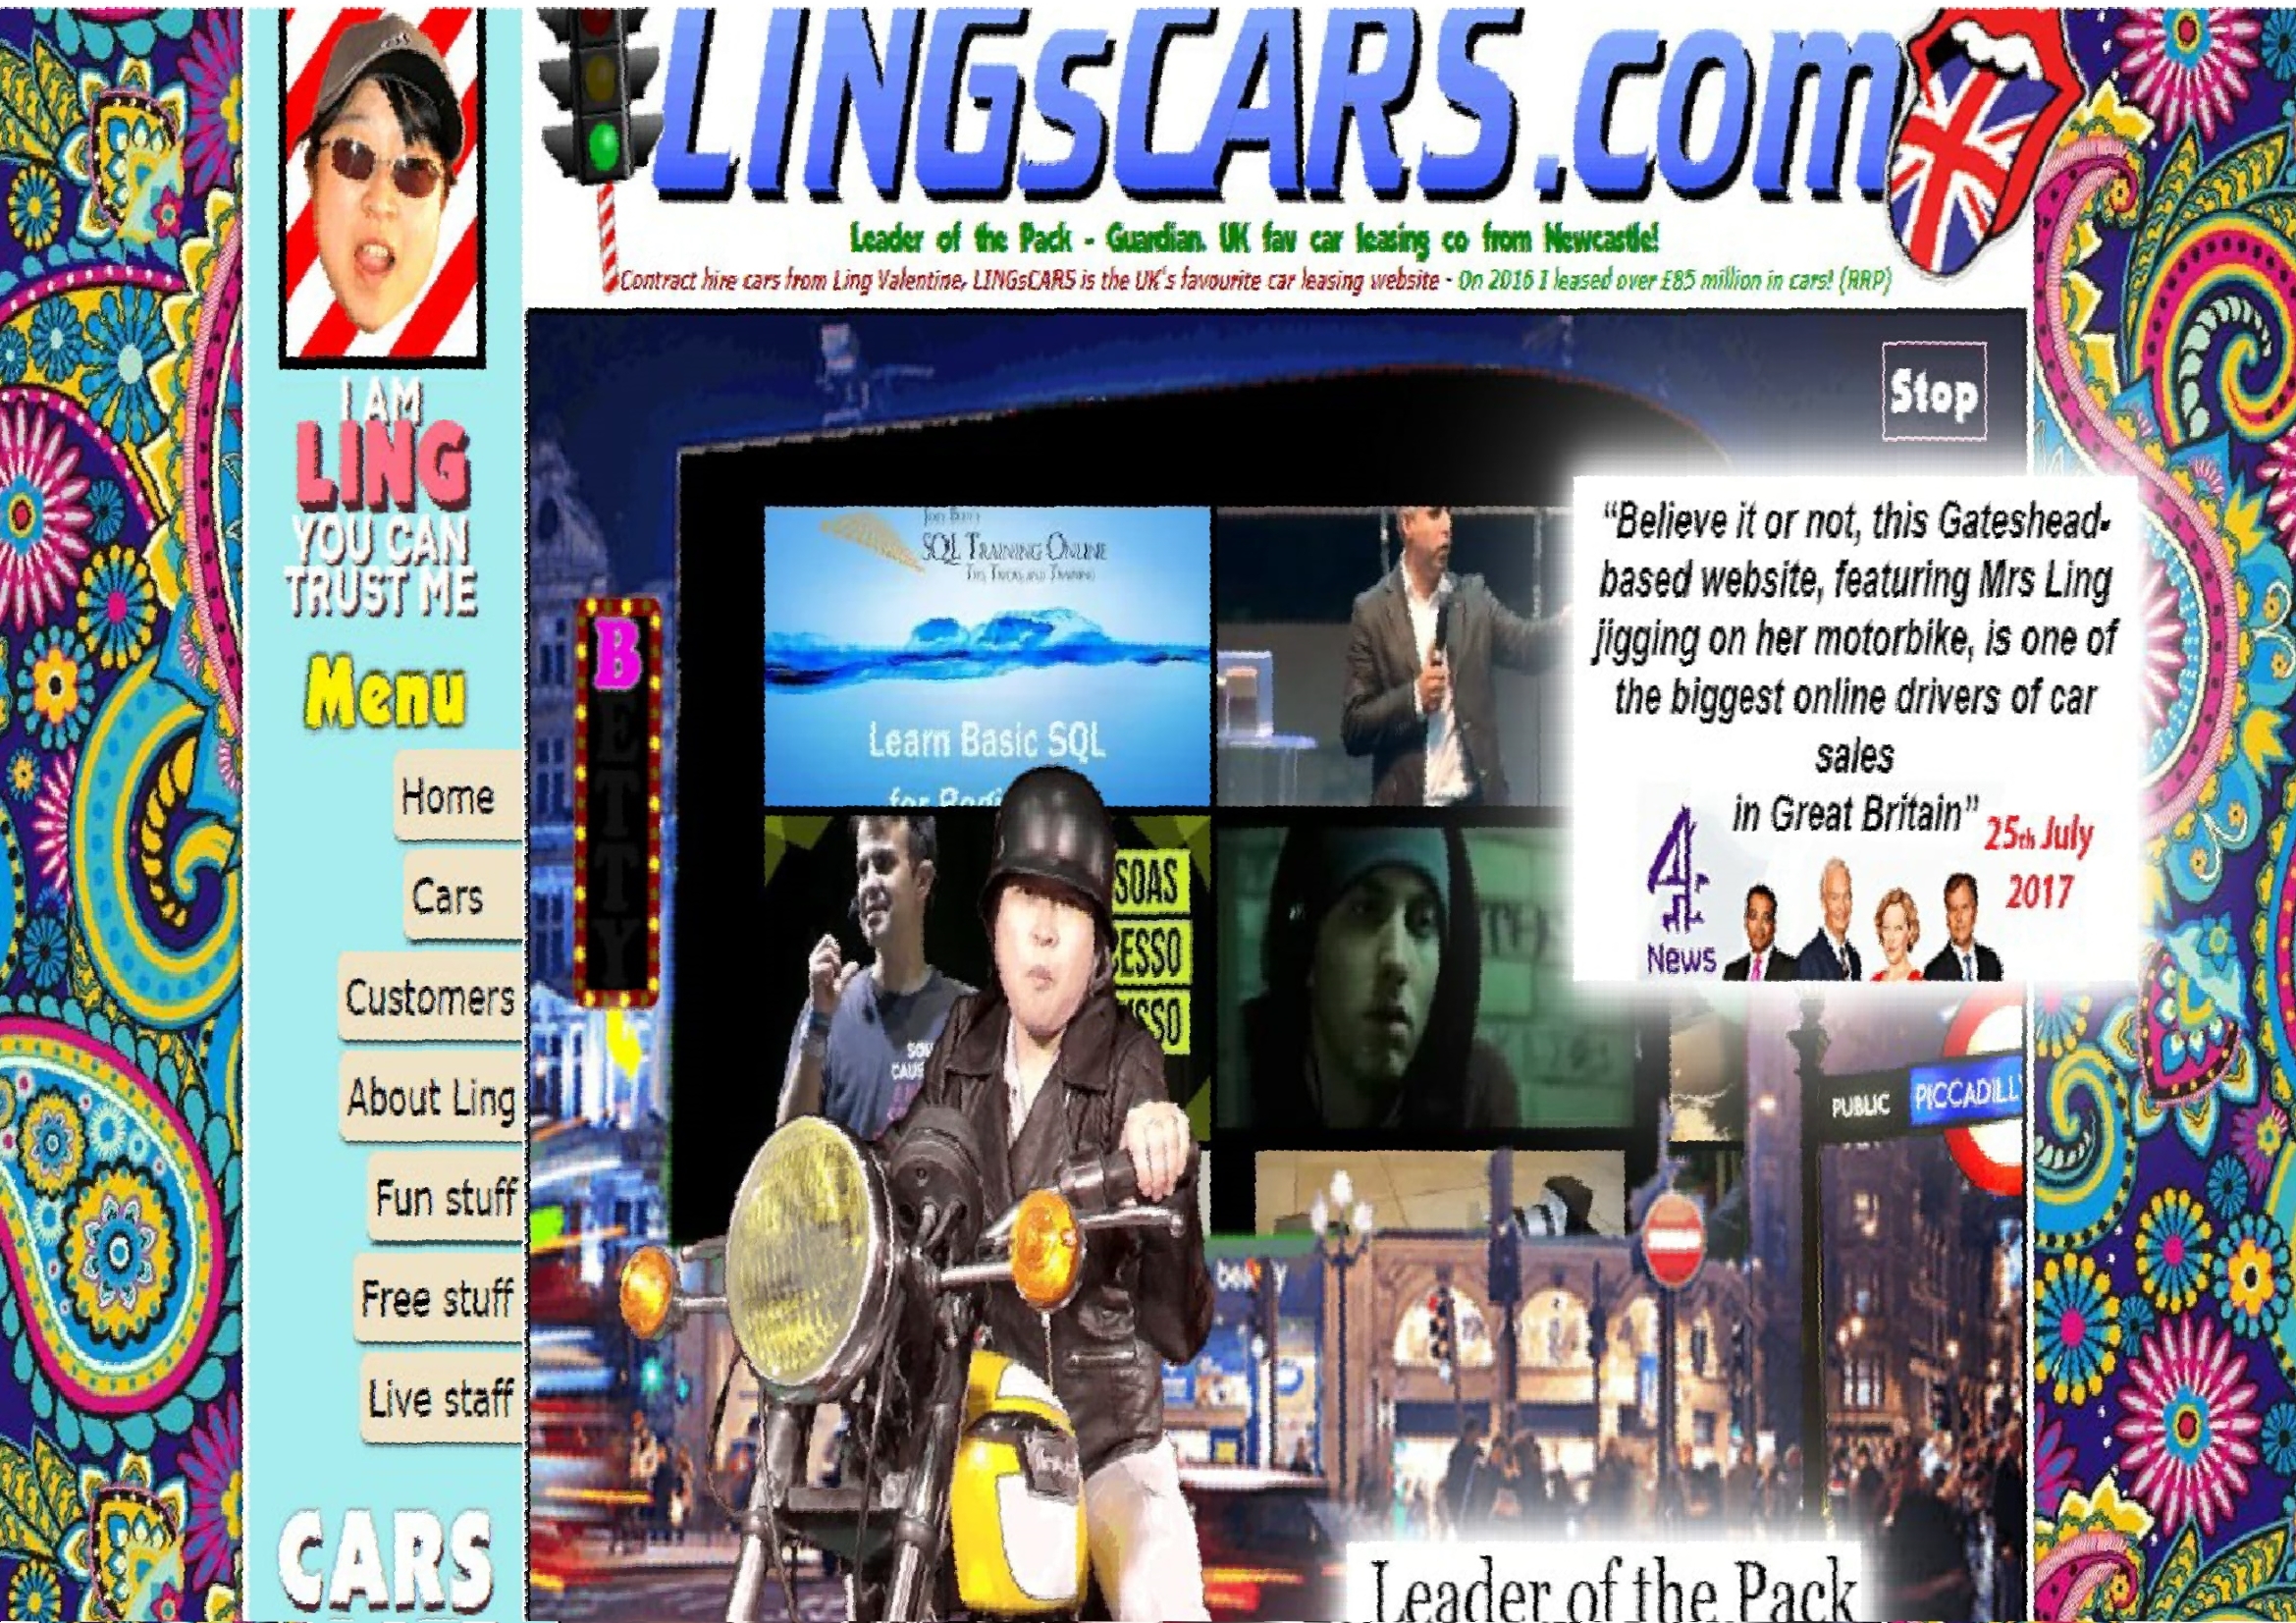 LINGsCARS.com
Leader of the Pack - Guardian. UK fav car leasing co from Newcastle!
Contract hire cars from Ling Valentine, LINGsCARS is the UK's favourite car leasing website - On 2016 I leased over £85 million in cars! (RRP)
I AM
LING
YOU CAN
TRUST ME
Menu
Home
Cars
Customers
About Ling
Fun stuff
Free stuff
Live staff
CARS
Stop
BETTY
SQL TRAINING ONLINE
TIPS TRICKS AND TRAINING
Learn Basic SQL
for
SOAS
ESSO
SSO
“Believe it or not, this Gateshead-
based website, featuring Mrs Ling
jigging on her motorbike, is one of
the biggest online drivers of car
sales
in Great Britain”
25th July
2017
4
News
PUBLIC
PICCADILLY
Leader of the Pack